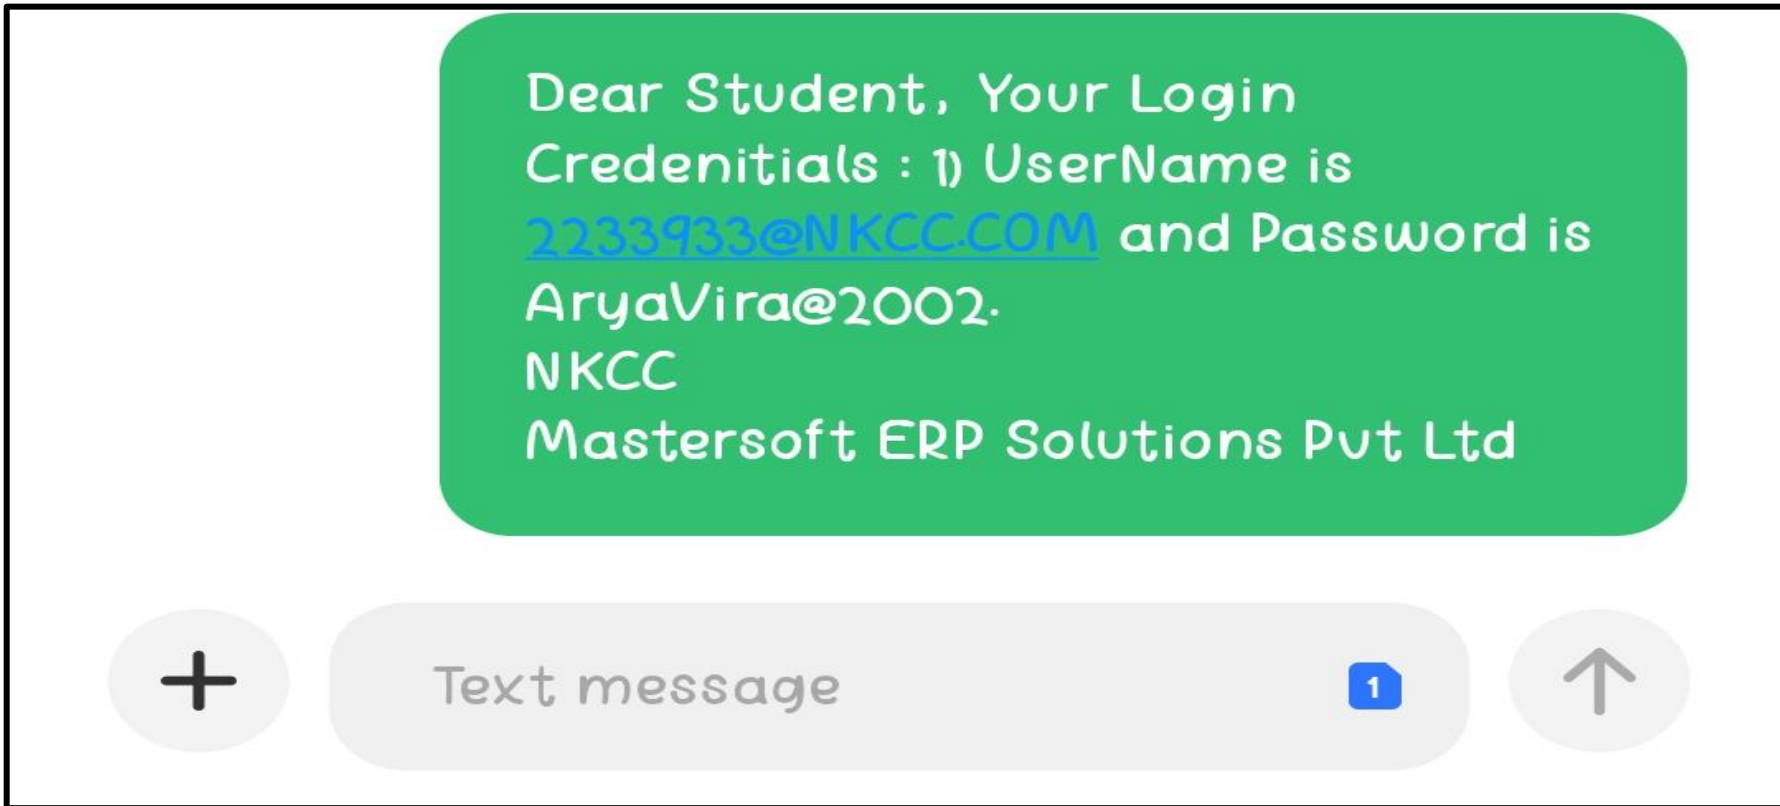 Dear Student, Your Login
Credenitials : 1) UserName is
2233933@NKCC.COM and Password is
AryaVira@2002.
NKCC
Mastersoft ERP Solutions Pvt Ltd
Text message
1